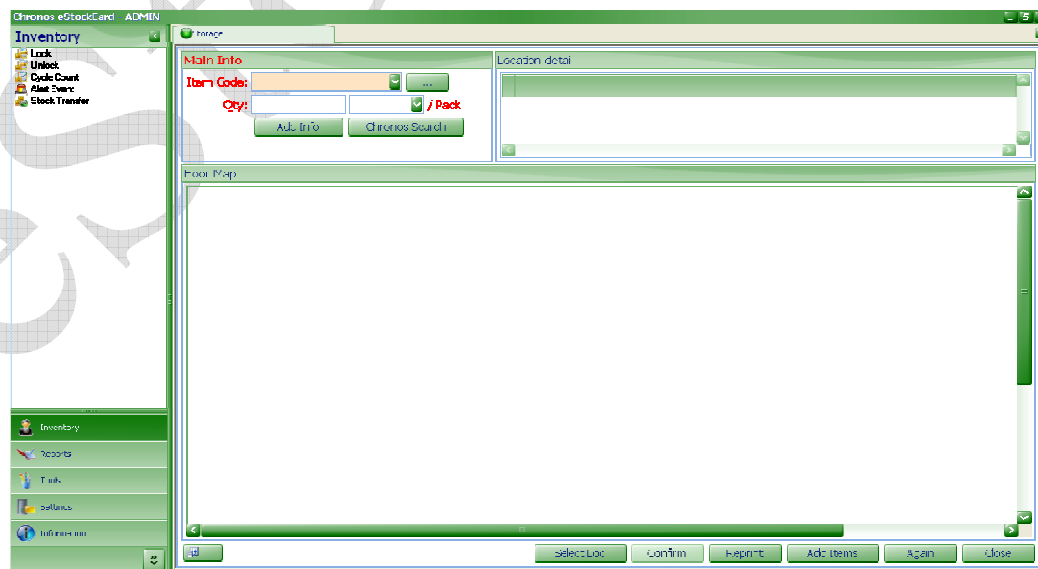 Chronos eStockCard - ADMIN
Inventory
Lock
Unlock
Cycle Count
Alert Event
Stock Transfer
Storage
Main Info
Item Code:
...
Qty:
/ Pack
Add Info
Chronos Search
Location detail
Floor Map
Inventory
Reports
Tools
Settings
Information
Select Loc
Confirm
Reprint
Add Items
Again
Close